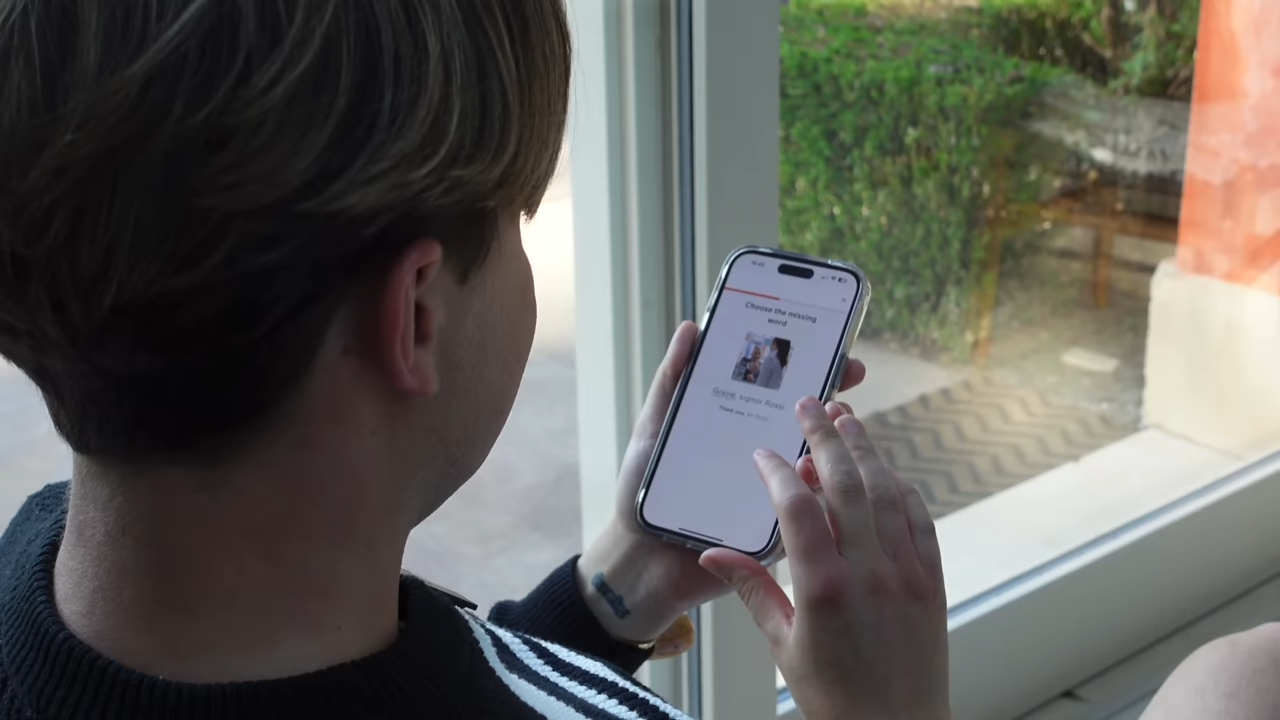 Choose the missing
word
Grazie, signor Rossi
Thank you, Mr Rossi